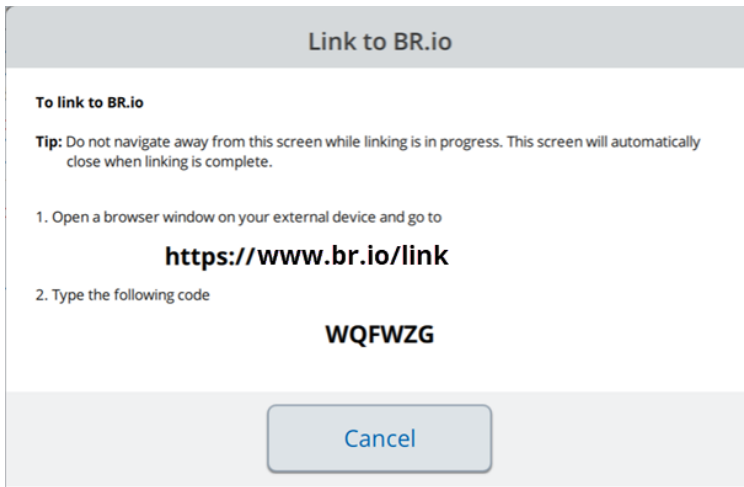 Link to BR.io
To link to BR.io
Tip: Do not navigate away from this screen while linking is in progress. This screen will automatically
close when linking is complete.
1. Open a browser window on your external device and go to
https://www.br.io/link
2. Type the following code
WQFWZG
Cancel